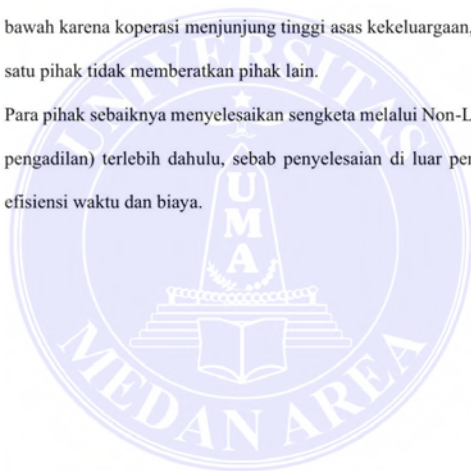 bawah karena koperasi menjunjung tinggi asas kekeluargaan,
satu pihak tidak memberatkan pihak lain.
Para pihak sebaiknya menyelesaikan sengketa melalui Non-L
pengadilan) terlebih dahulu, sebab penyelesaian di luar per
efisiensi waktu dan biaya.
UNIVERSITAS
UMA
MEDAN AREA